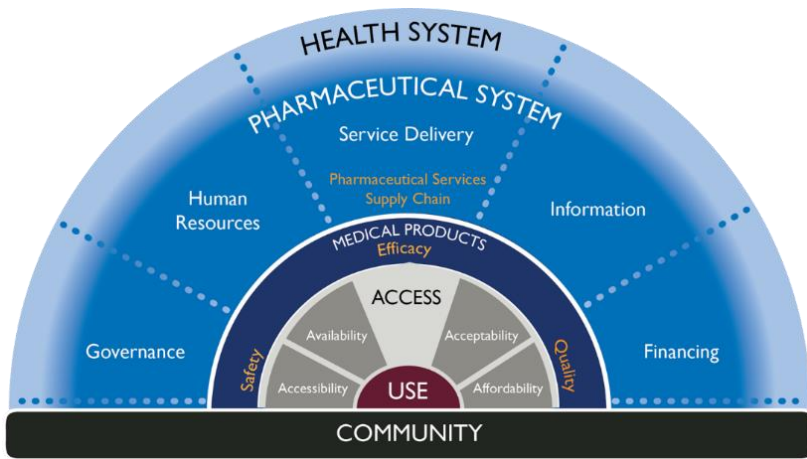 HEALTH SYSTEM
PHARMACEUTICAL SYSTEM
Service Delivery
Pharmaceutical Services
Supply Chain
Human
Resources
Information
Governance
Financing
MEDICAL PRODUCTS
Efficacy
Safety
Quality
ACCESS
Availability
Acceptability
Accessibility
Affordability
USE
COMMUNITY